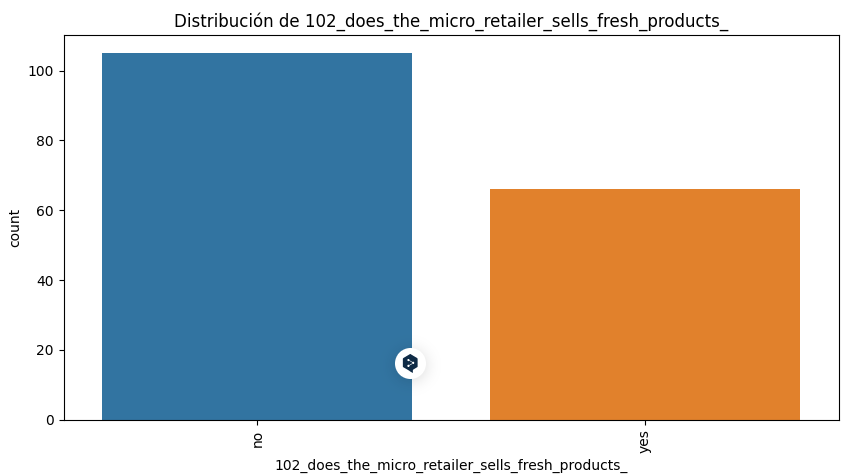 Distribución de 102_does_the_micro_retailer_sells_fresh_products_
count
100
80
60
40
20
0
no
yes
102_does_the_micro_retailer_sells_fresh_products_